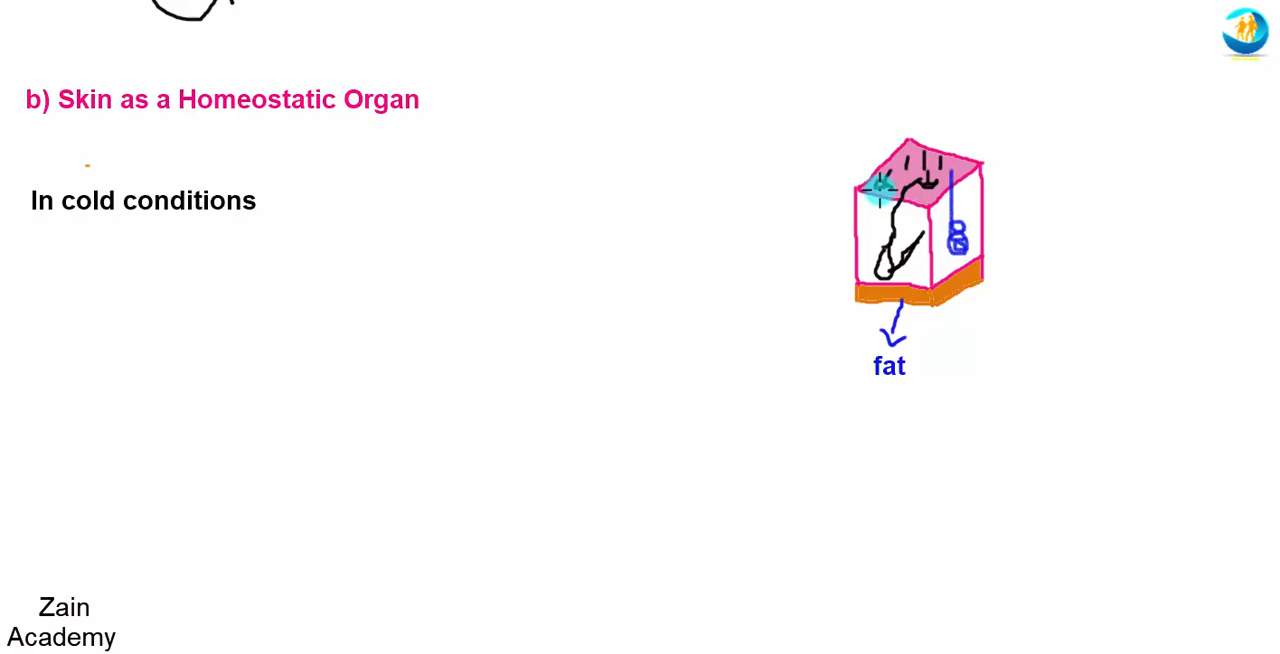 b) Skin as a Homeostatic Organ
In cold conditions
fat
Zain
Academy